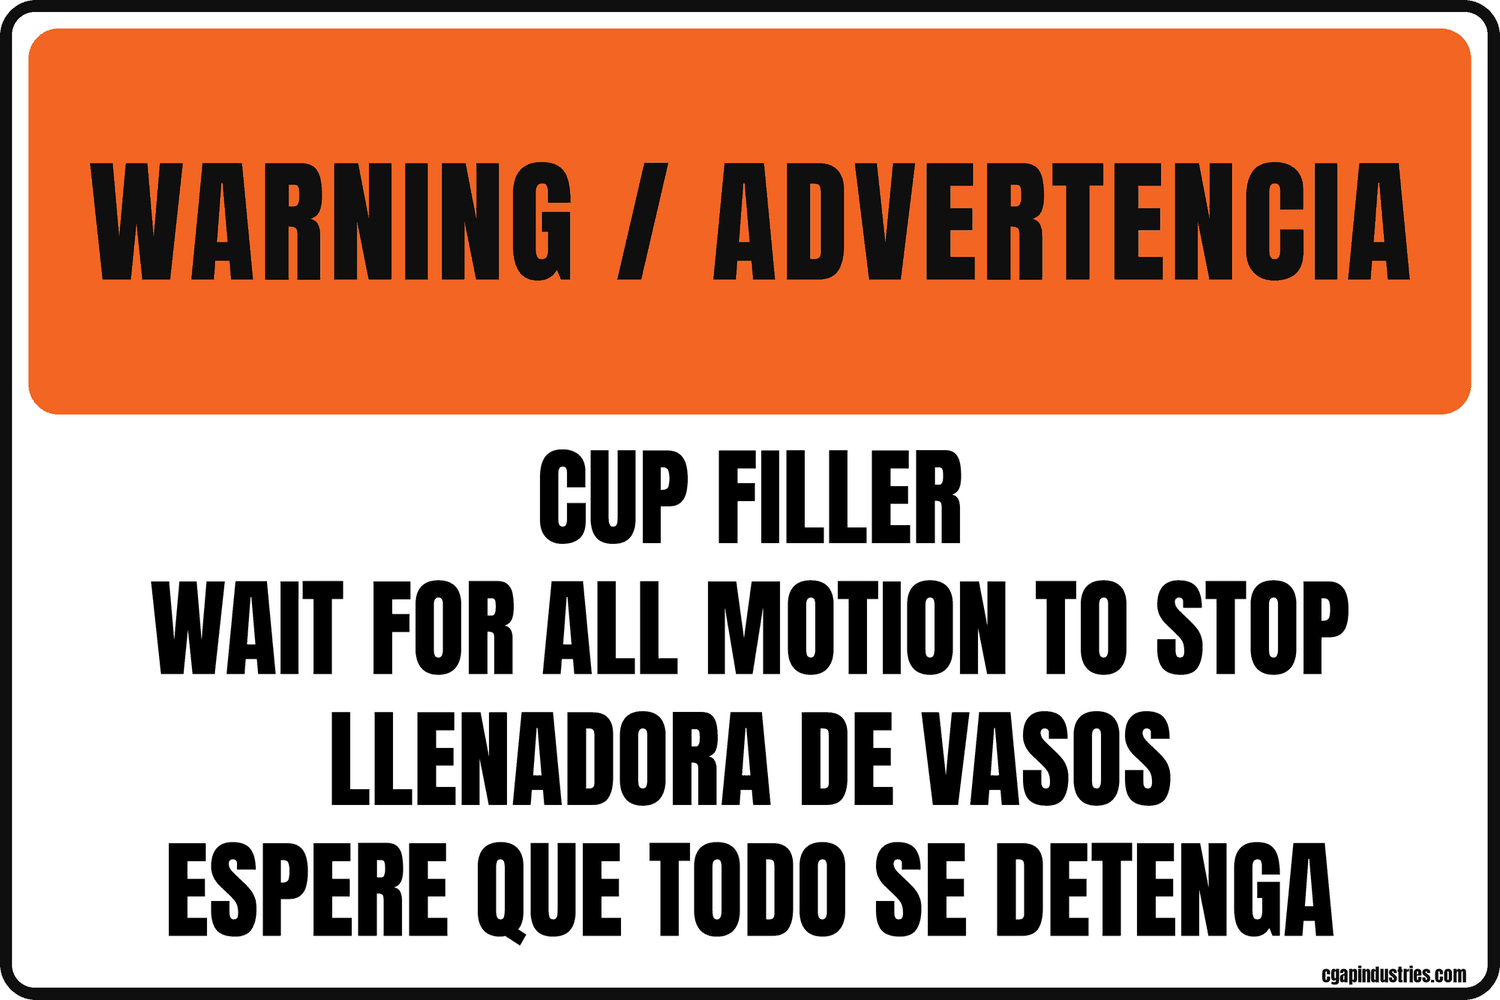 WARNING / ADVERTENCIA
CUP FILLER
WAIT FOR ALL MOTION TO STOP
LLENADORA DE VASOS
ESPERE QUE TODO SE DETENGA
cgapindustries.com